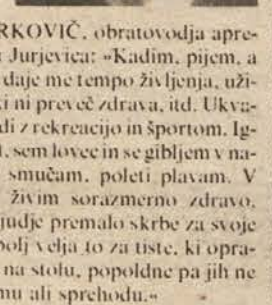 RKOVIČ, obratovodja apre-
Jurjevica: »Kadim, pijem, a
daje me tempo življenja, uži-
ki ni preveč zdrava, itd. Ukva-
di z rekreacijo in športom. Ig-
sem lovec in se gibljem v na-
smučam, poleti plavam. V
živim sorazmerno zdravo,
judje premalo skrbe za svoje
bolj velja to za tiste, ki opra-
na stolu, popoldne pa jih ne
mu ali sprehodu.«